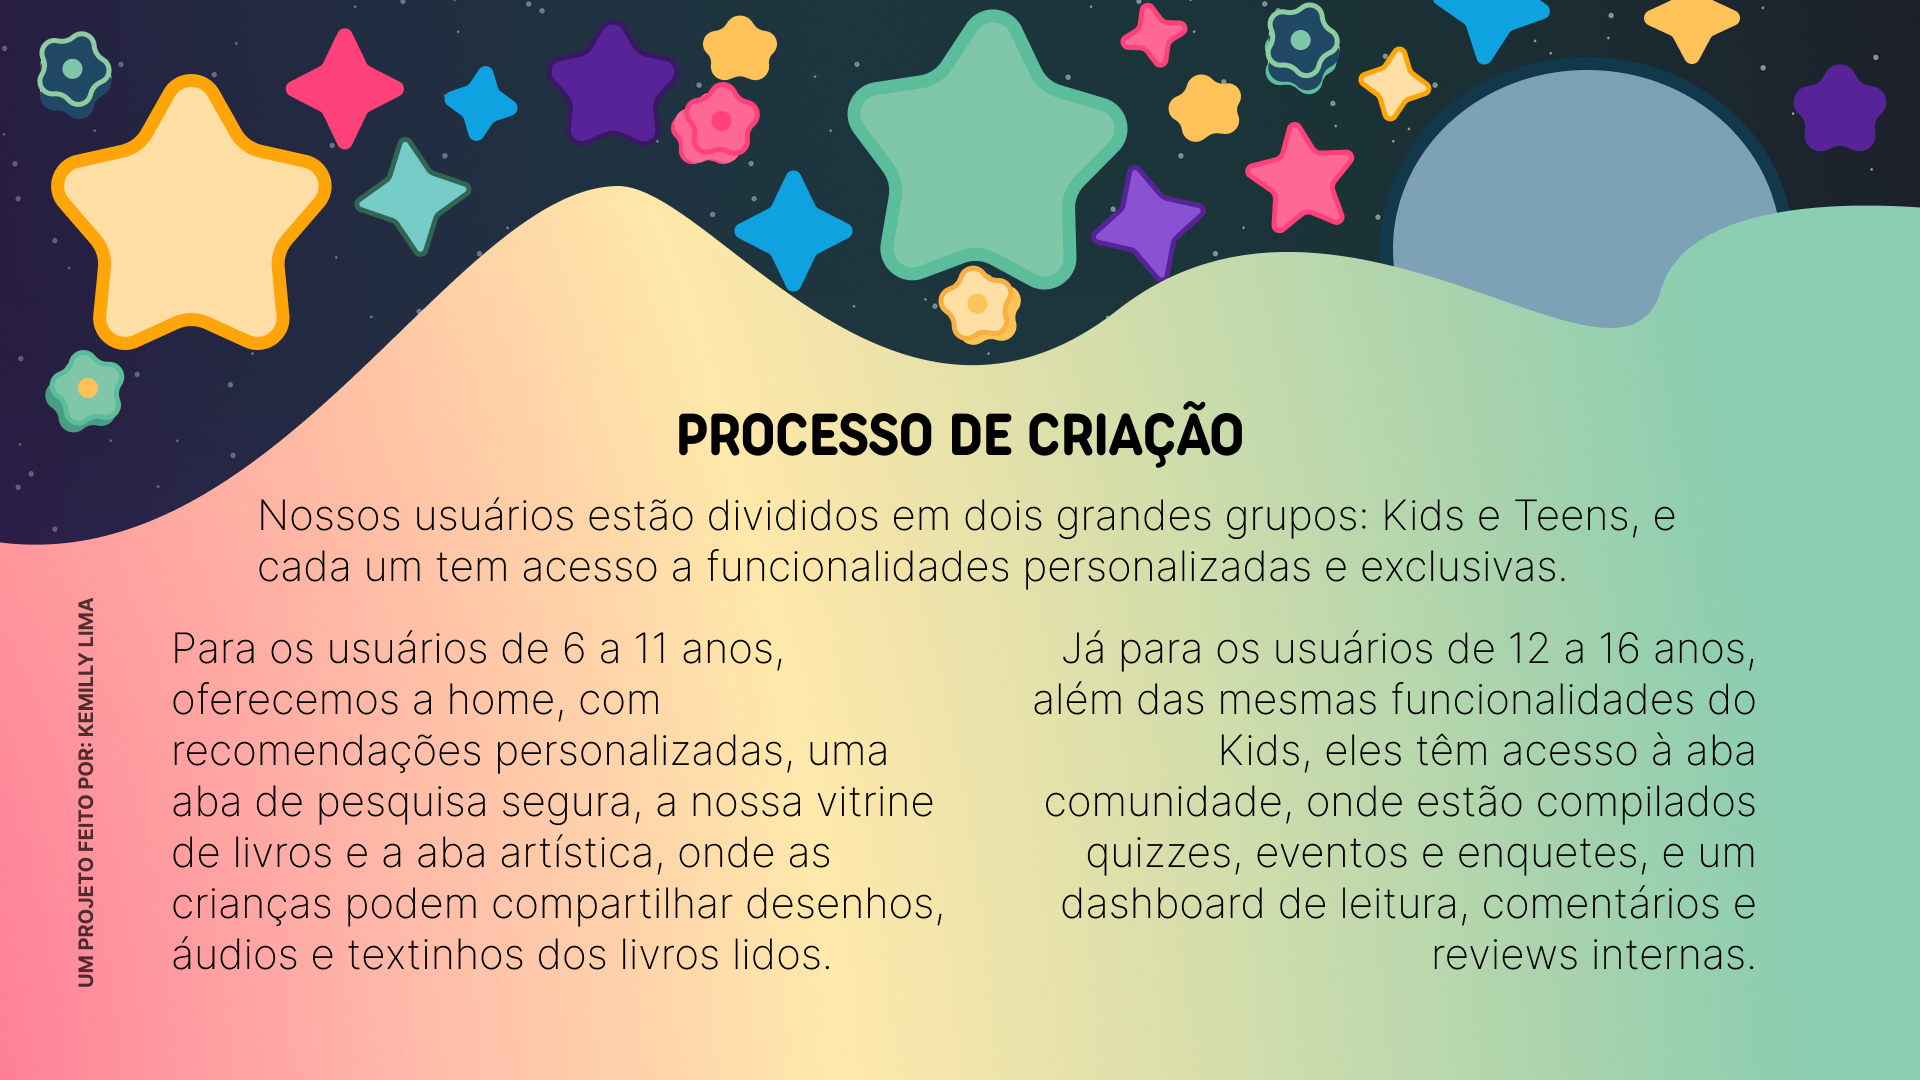 PROCESSO DE CRIAÇÃO
Nossos usuários estão divididos em dois grandes grupos: Kids e Teens, e
cada um tem acesso a funcionalidades personalizadas e exclusivas.
Para os usuários de 6 a 11 anos,
oferecemos a home, com
recomendações personalizadas, uma
aba de pesquisa segura, a nossa vitrine
de livros e a aba artística, onde as
crianças podem compartilhar desenhos,
áudios e textinhos dos livros lidos.
Já para os usuários de 12 a 16 anos,
além das mesmas funcionalidades do
Kids, eles têm acesso à aba
comunidade, onde estão compilados
quizzes, eventos e enquetes, e um
dashboard de leitura, comentários e
reviews internas.
UM PROJETO FEITO POR: KEMILLY LIMA